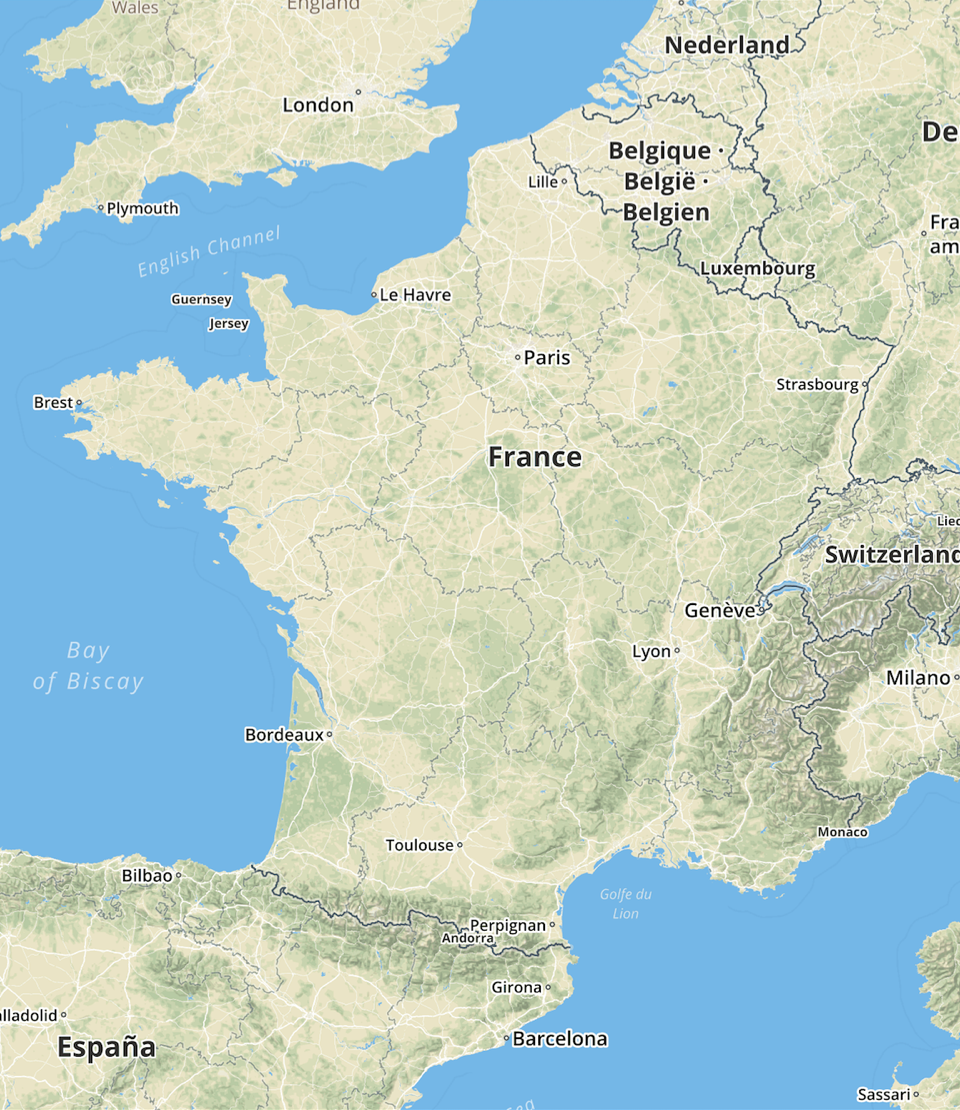 Wales
England
Nederland
London
De
Belgique ·
België ·
Belgien
Lille
Plymouth
Fra
am
English Channel
Luxembourg
Guernsey
Le Havre
Jersey
Paris
Strasbourg
Brest
France
Lied
Switzerland
Genève
Bay
of Biscay
Lyon
Milano
Bordeaux
Monaco
Toulouse
Bilbao
Golfe du
Lion
Perpignan
Andorra
Girona
alladolid
Barcelona
España
Sassari
Sea